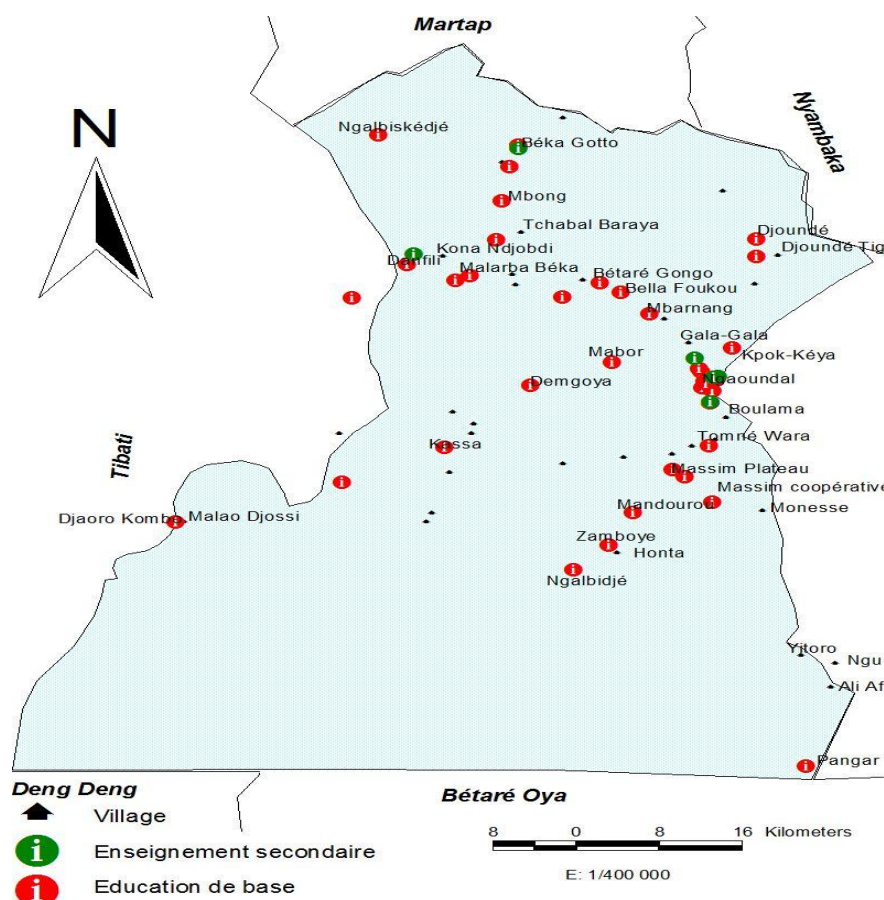 Martap
N
Nyambaka
Ngalbiskédjé
Béka Gotto
Mbong
Tchabal Baraya
Djoundé
Kona Ndjobdi
Djoundé Tig
Danfili
Malarba Béka
Bétaré Gongo
Bella Foukou
Mbarnang
Gala-Gala
Mabor
Kpok-Kéya
Demgoya
Ngaoundal
Boulama
Tibati
Kassa
Tomné Wara
Massim Plateau
Massim coopérative
Djaoro Kombo
Malao Djossi
Mandourou
Monesse
Zamboye
Honta
Ngalbidjé
Yitoro
Ngu
Ali Af
Pangar
Deng Deng
Bétaré Oya
Village
Enseignement secondaire
Education de base
8 0 8 16 Kilometers
E: 1/400 000